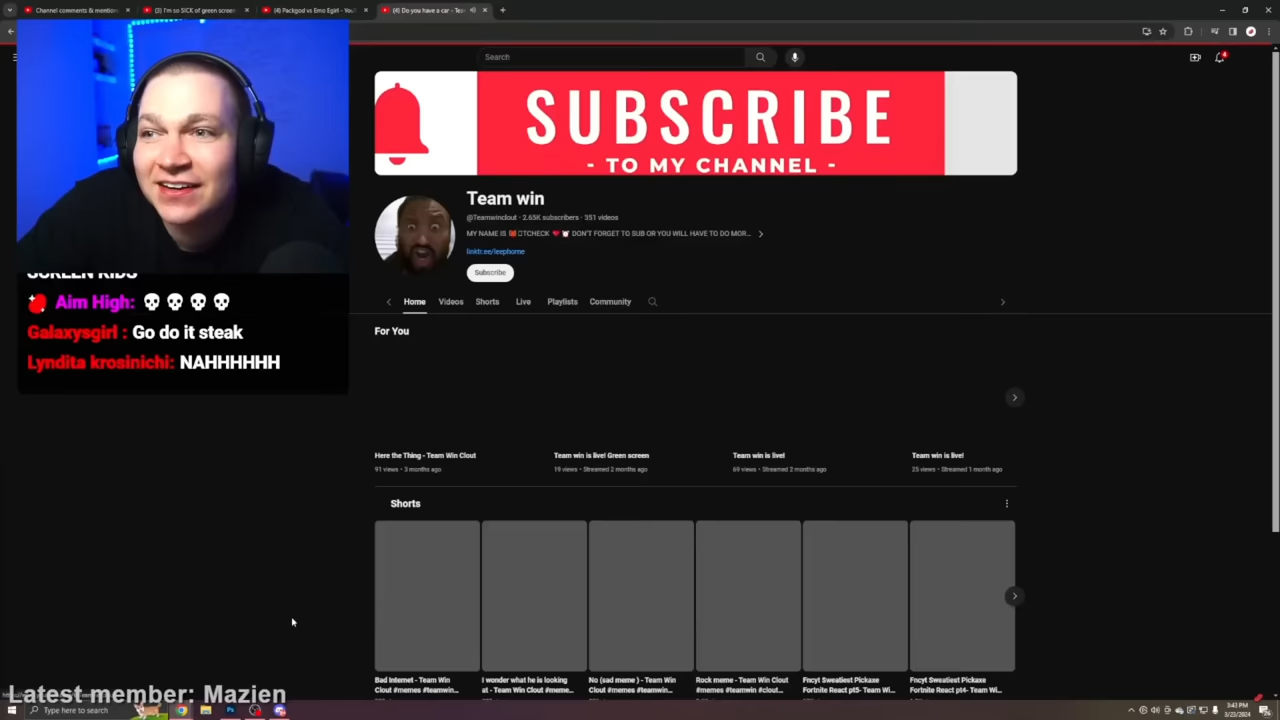 Channel comments & mention
(3) I'm so SICK of green screen
(4) Packgod vs Emo Egirl - YouT
(4) Do you have a car - Tea
Search
4
SUBSCRIBE
- TO MY CHANNEL -
Team win
@Teamwinclout · 2.65K subscribers · 351 videos
DON'T FORGET TO SUB OR YOU WILL HAVE TO DO MOR...
linktr.ee/leephome
Subscribe
Home Videos Shorts Live Playlists Community
SCREEN KIDS
Aim High: 💀 💀 💀 💀
Galaxysgirl : Go do it steak
Lyndita krosinichi: NAHHHHHH
For You
Here the Thing - Team Win Clout
91 views • 3 months ago
Team win is live! Green screen
19 views • Streamed 2 months ago
Team win is live!
69 views • Streamed 2 months ago
Team win is live!
25 views • Streamed 1 month ago
Shorts
Bad Internet - Team Win
Clout #memes #teamwin...
I wonder what he is looking
at - Team Win Clout #meme...
No (sad meme ) - Team Win
Clout #memes #teamwin...
Rock meme - Team Win Clout
#memes #teamwin #clout...
Fncyt Sweatiest Pickaxe
Fortnite React pt5- Team Wi...
Fncyt Sweatiest Pickaxe
Fortnite React pt4- Team Wi...
Latest member: Mazien
Type here to search
3:43 PM
3/23/2024